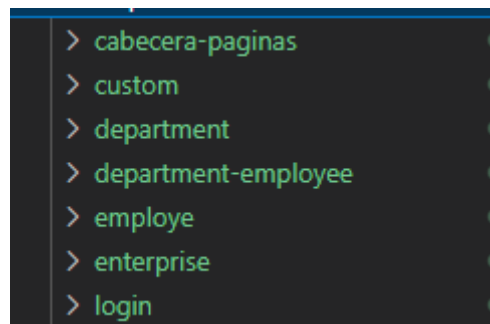 cabecera-paginas
custom
department
department-employee
employe
enterprise
login